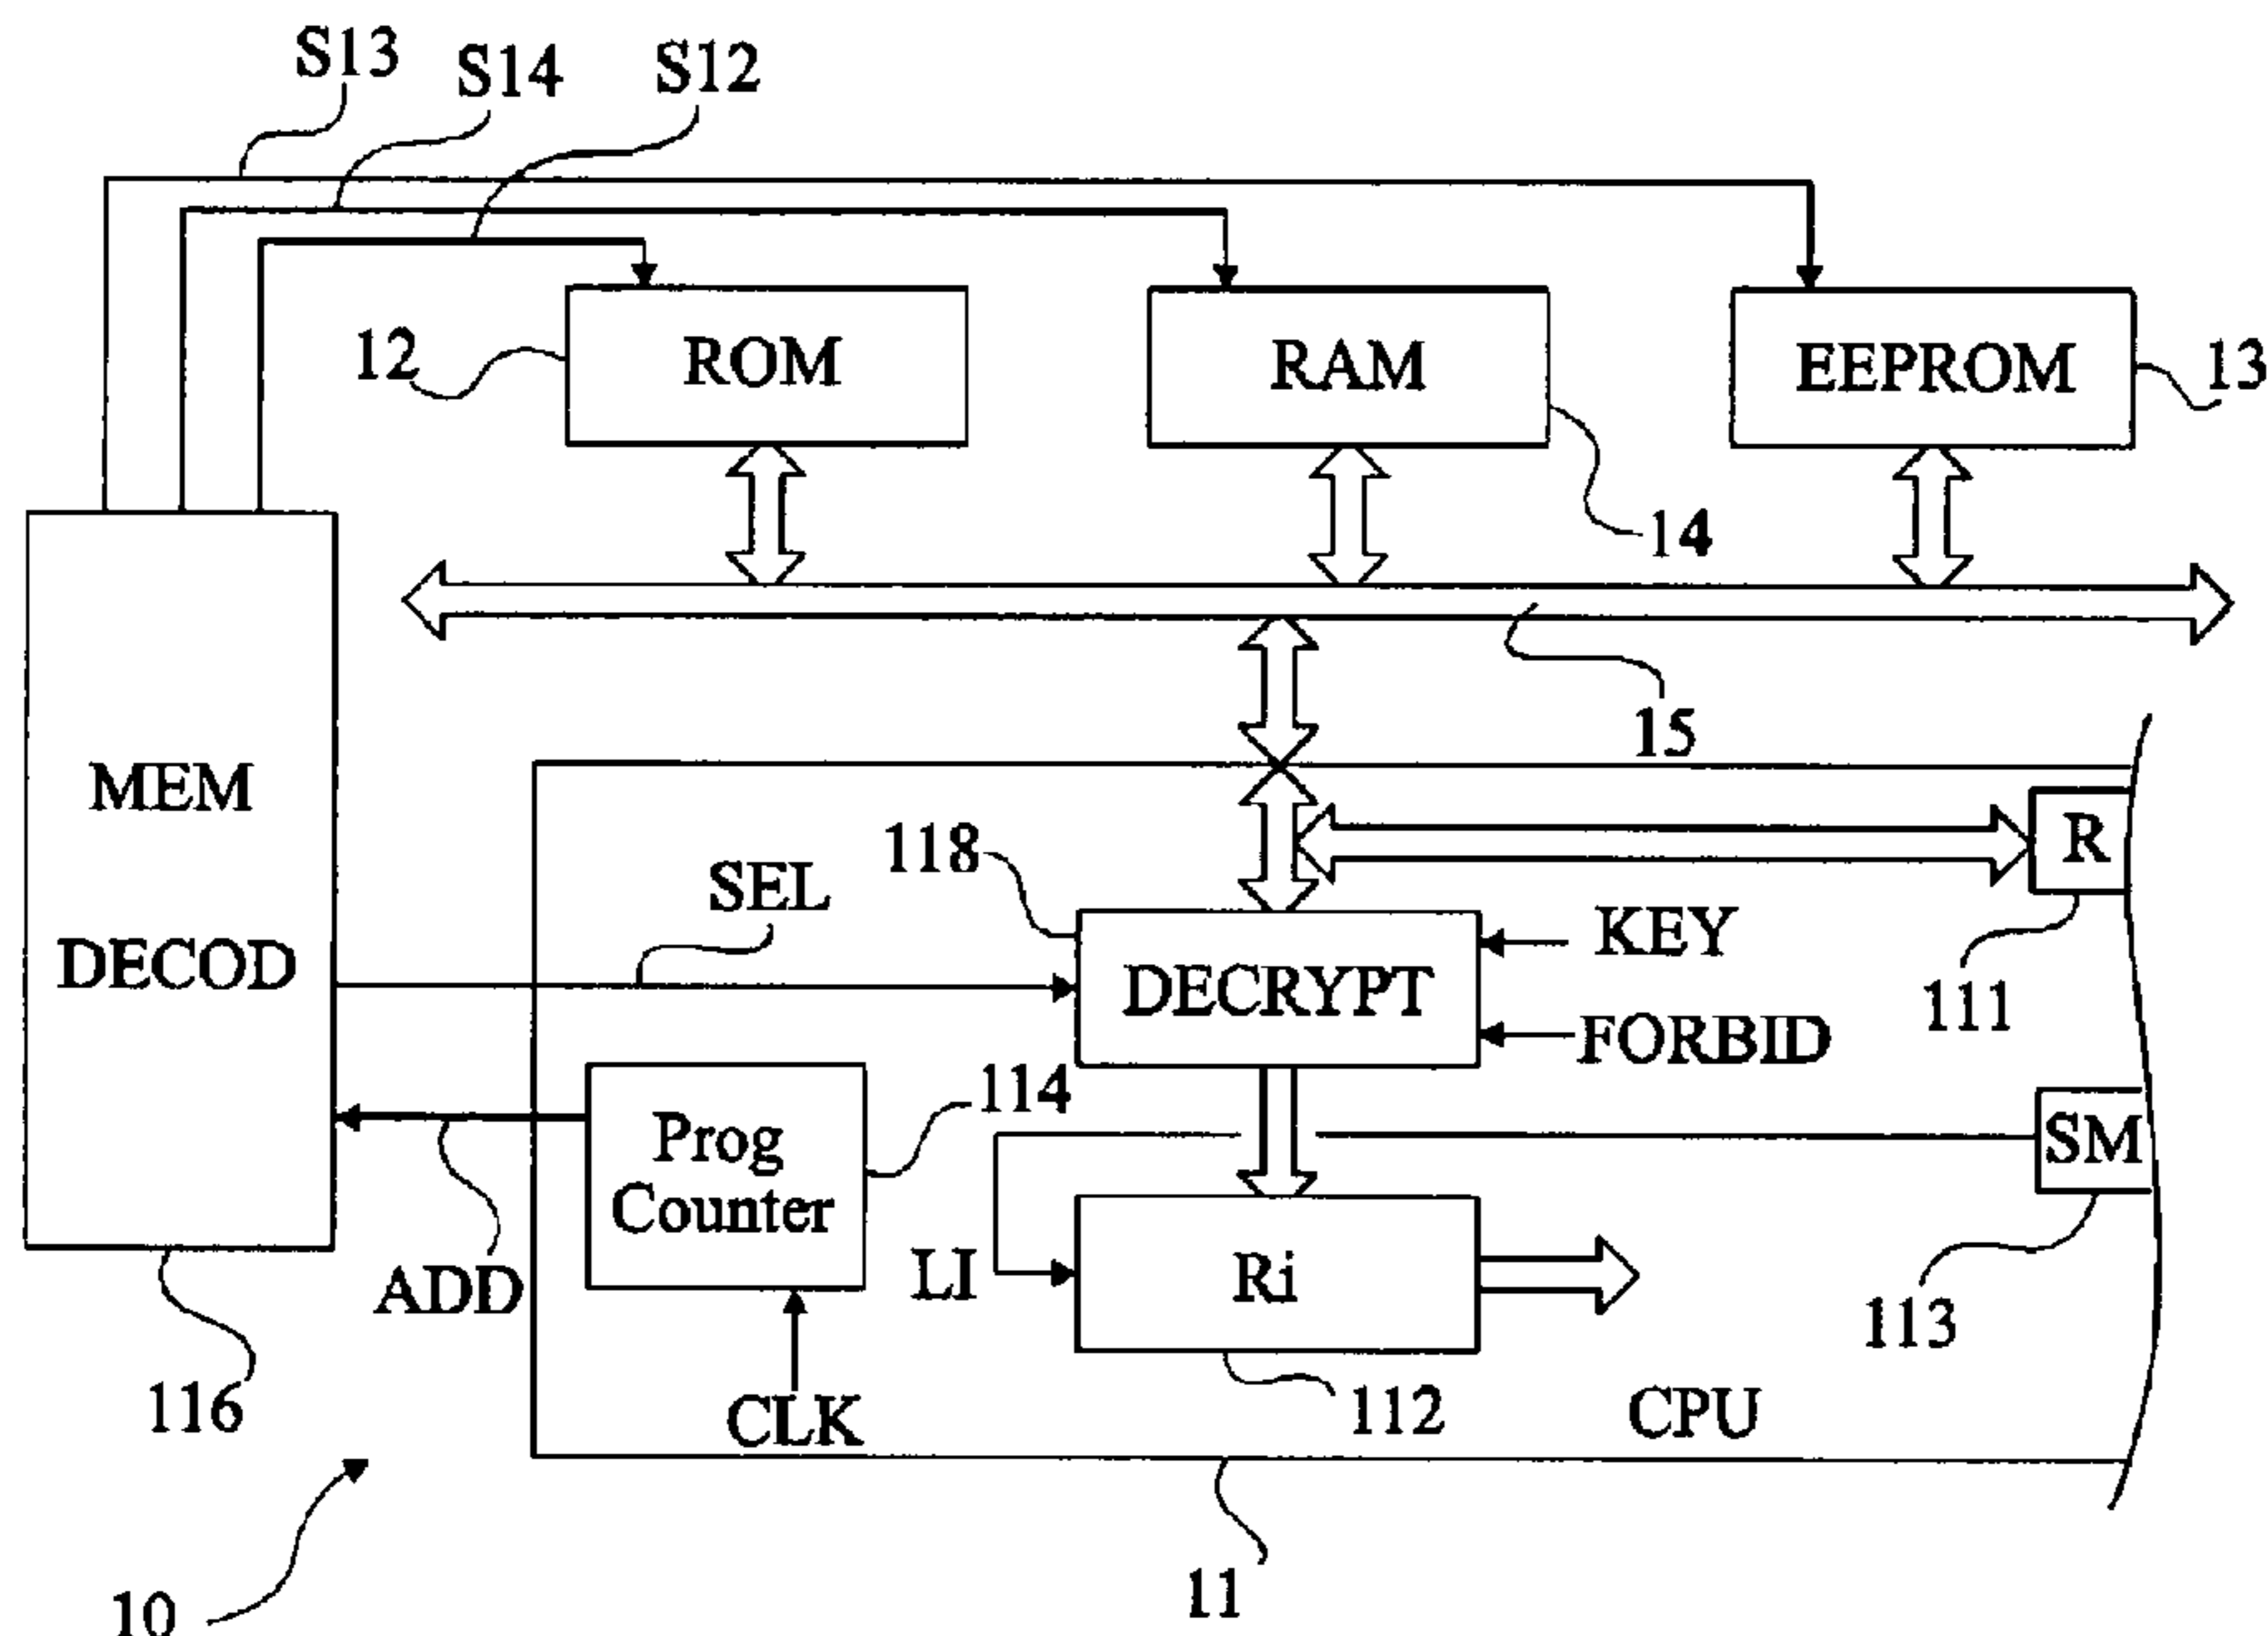 S13
S14
S12
12
ROM
RAM
EEPROM
13
14
15
MEM
DECOD
118
R
SEL
KEY
DECRYPT
111
FORBID
114
Prog
Counter
SM
ADD
LI
Ri
113
116
CLK
112
CPU
11
10